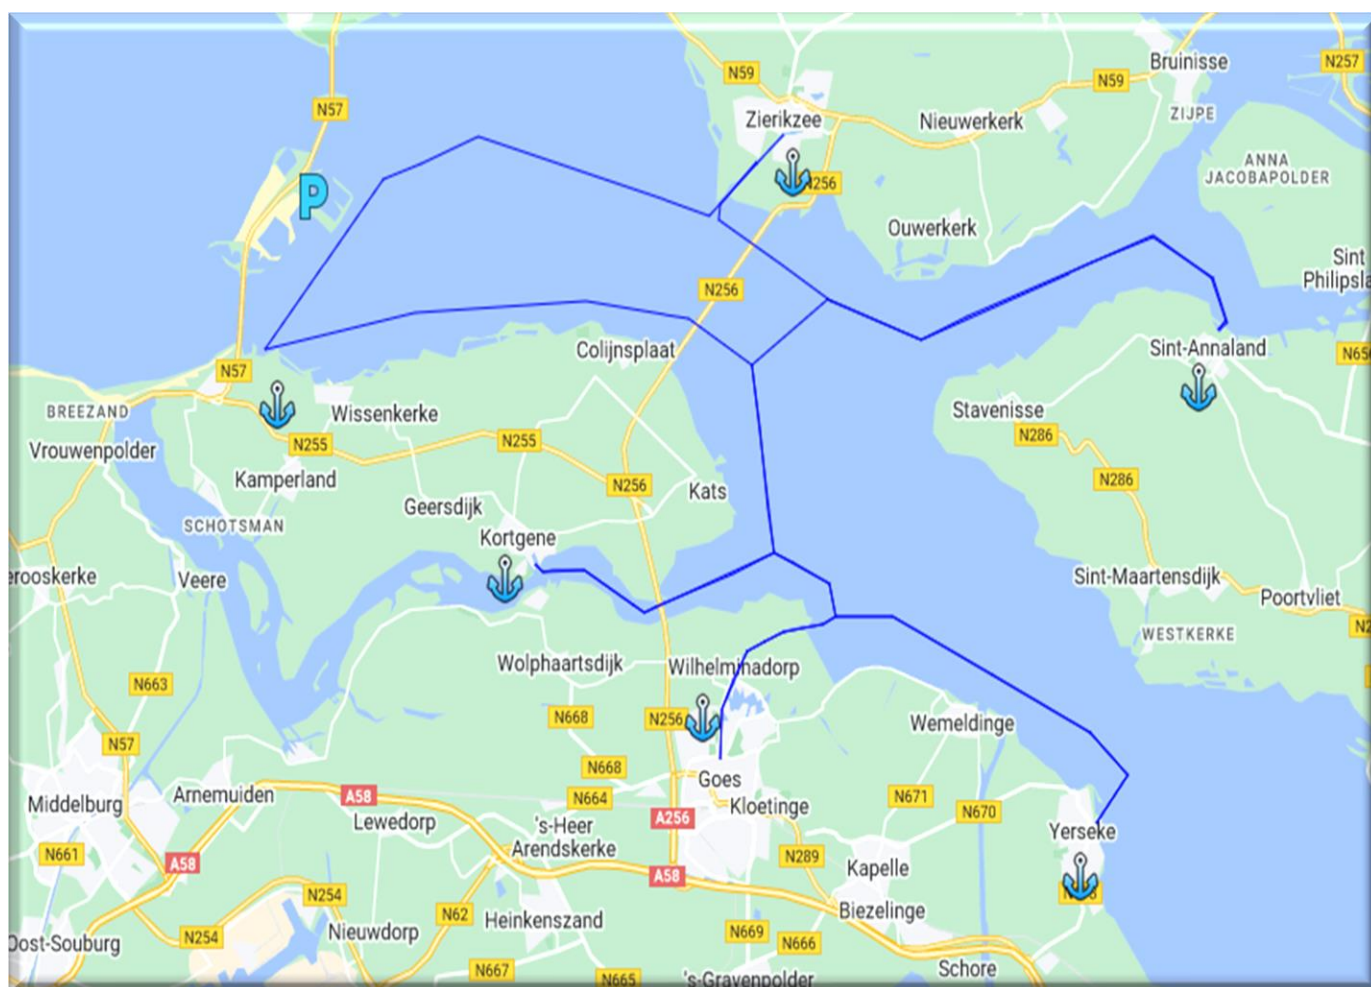 N59
Bruinisse
N257
N57
N59
Zierikzee
Nieuwerkerk
ZIJPE
ANNA
JACOBAPOLDER
P
N256
Ouwerkerk
Sint
Philipsla
N256
Colijnsplaat
Sint-Annaland
N57
BREEZAND
Wissenkerke
Stavenisse
N286
N255
N255
Vrouwenpolder
Kamperland
N256
Kats
N286
Geersdijk
SCHOTSMAN
Kortgene
erooskerke
Veere
Sint-Maartensdijk
Poortvliet
WESTKERKE
Wolphaartsdijk
Wilhelminadorp
N663
N668
N256
Wemeldinge
N57
N668
Goes
Middelburg
Arnemuiden
A58
N664
Kloetinge
N671
N670
Lewedorp
's-Heer
Arendskerke
A256
Yerseke
N661
A58
N289
Kapelle
A58
N254
N62
Heinkenszand
Biezelinge
Oost-Souburg
N254
Nieuwdorp
N669
N666
N667
N665
's-Gravenpolder
Schore